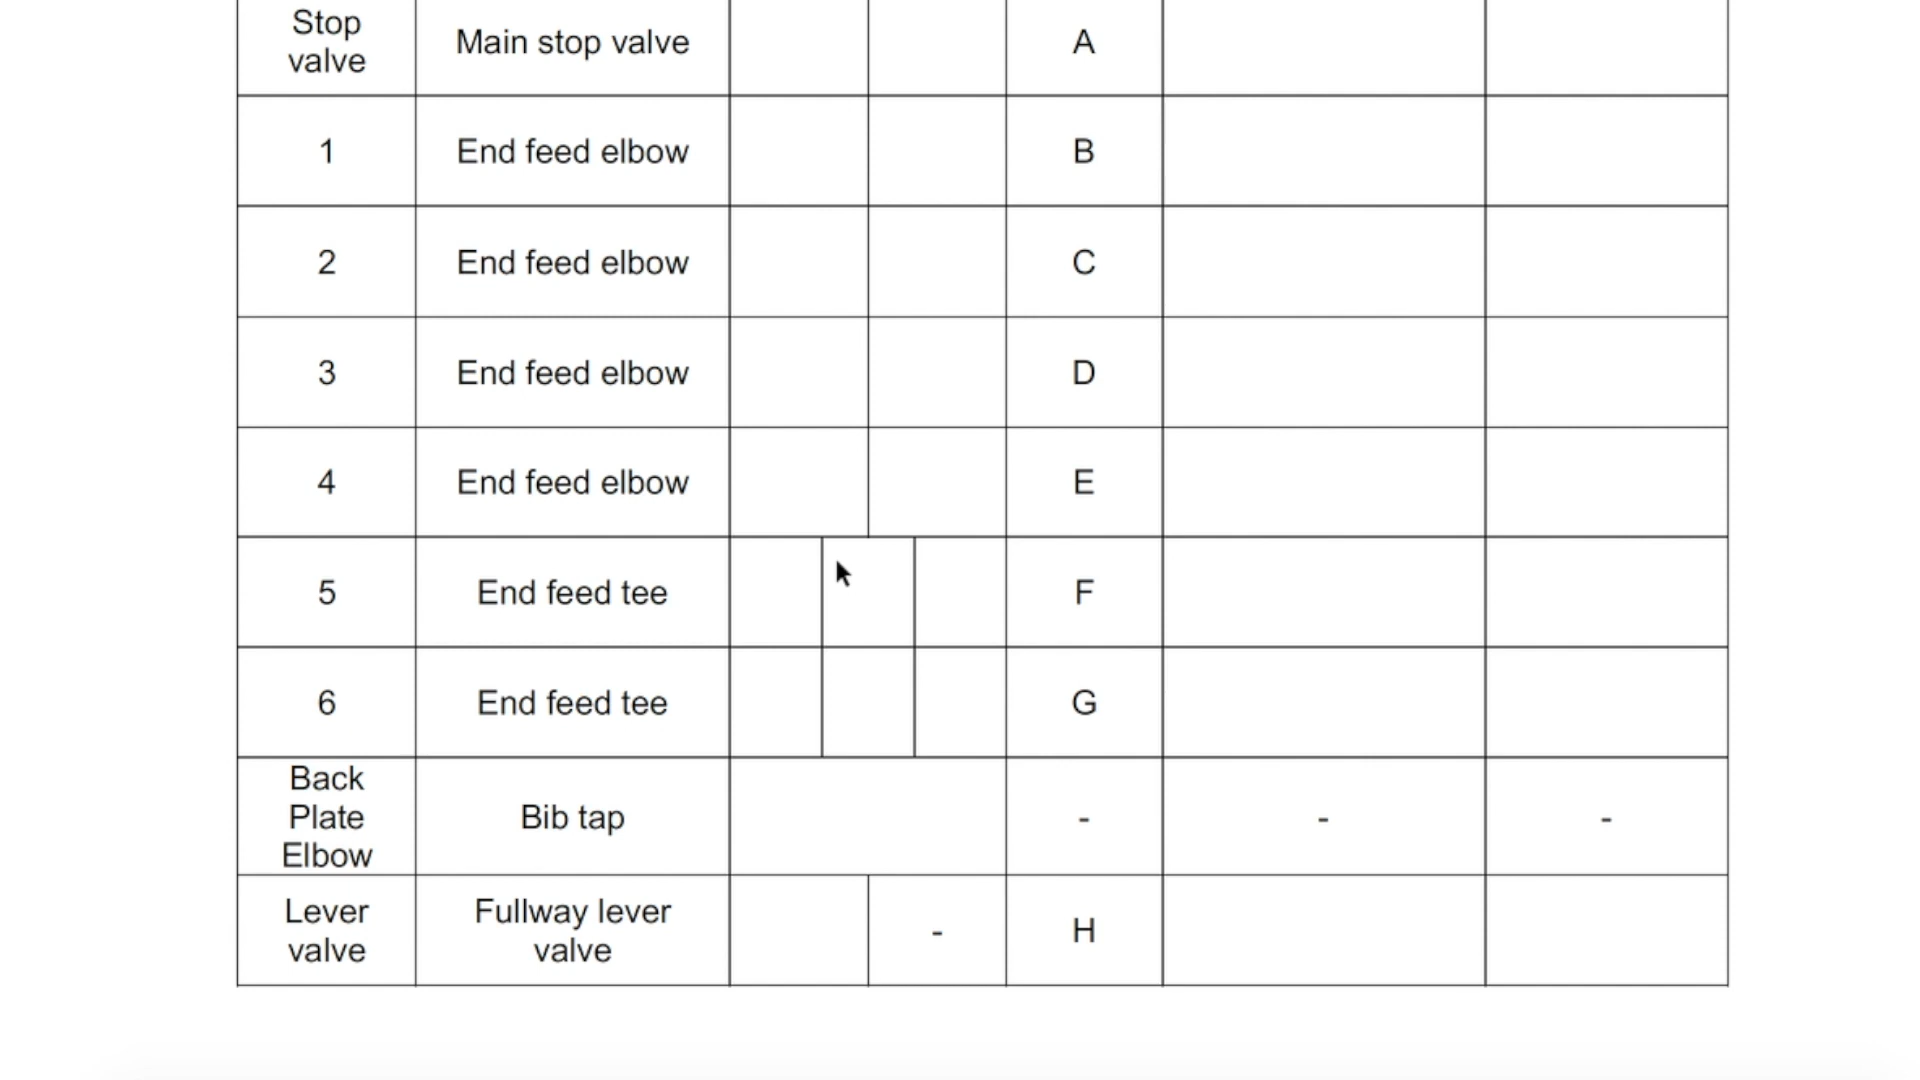 Stop
valve
Main stop valve
A
1
End feed elbow
B
2
End feed elbow
C
3
End feed elbow
D
4
End feed elbow
E
5
End feed tee
F
6
End feed tee
G
Back
Plate
Elbow
Bib tap
-
-
-
Lever
valve
Fullway lever
valve
-
H